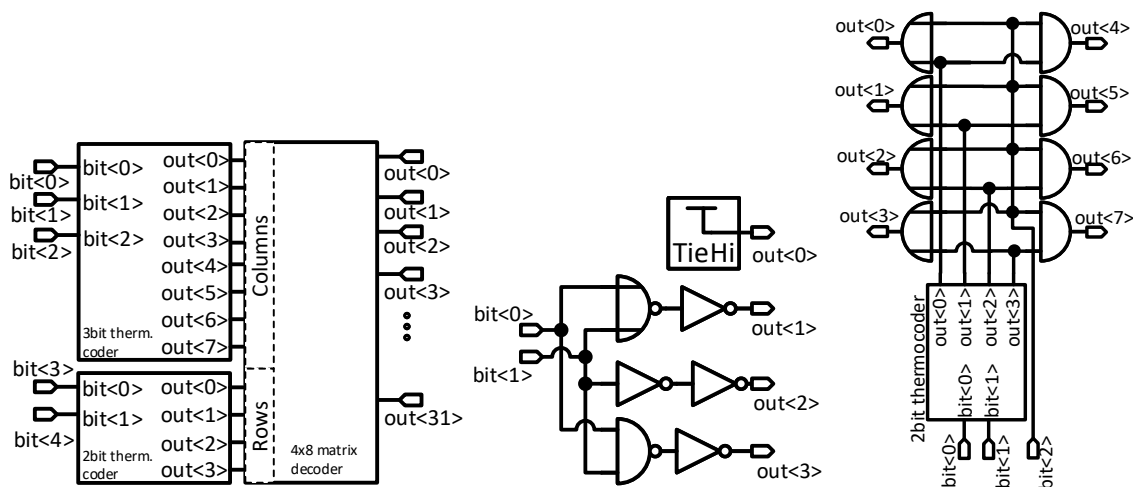 bit<0>
bit<1>
bit<2>
bit<0>
bit<1>
bit<2>
out<0>
out<1>
out<2>
out<3>
out<4>
out<5>
out<6>
out<7>
3bit therm.
coder
bit<3>
bit<4>
bit<0>
bit<1>
out<0>
out<1>
out<2>
out<3>
2bit therm.
coder
Columns
Rows
4x8 matrix
decoder
out<0>
out<1>
out<2>
out<3>
out<31>
TieHi
out<0>
bit<0>
bit<1>
out<1>
out<2>
out<3>
out<0>
out<1>
out<2>
out<3>
out<4>
out<5>
out<6>
out<7>
2bit thermocoder
out<0>
out<1>
out<2>
out<3>
bit<0>
bit<1>
bit<0>
bit<1>
bit<2>